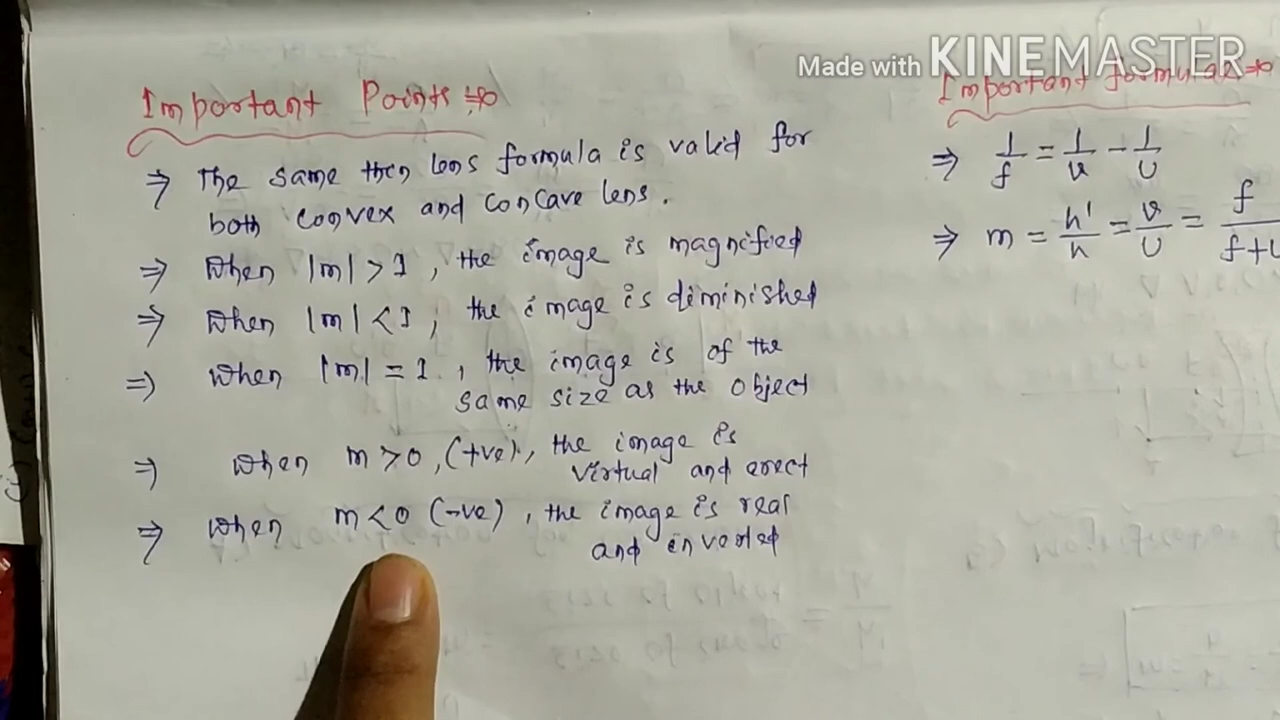 Made with KINEMASTER
Important Points ⇒
⇒ The same then lens formula is valid for
both convex and concave lens.
⇒ When |m| > 1, the image is magnified
⇒ When |m| < 1, the image is diminished
⇒ When |m| = 1, the image is of the
same size as the object
⇒ When m > 0, (+ve), the image is
virtual and erect
⇒ When m < 0 (-ve), the image is real
and inverted
Important formulae ⇒
⇒ 1/f = 1/v - 1/u
⇒ m = h'/h = v/u = f/f+u